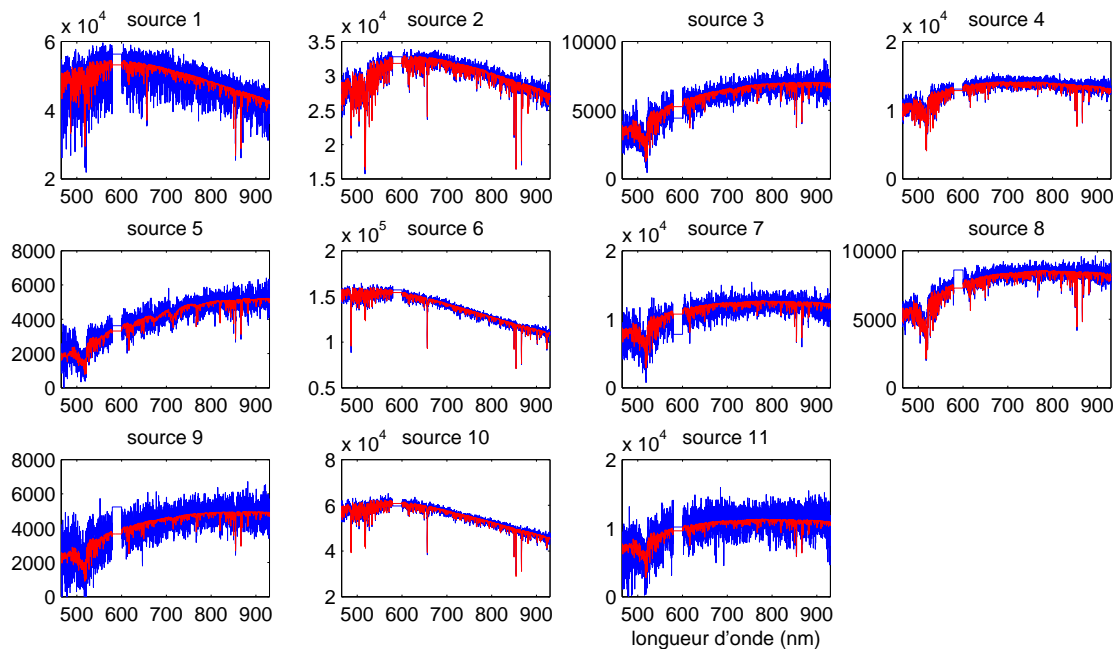 source 1
source 2
source 3
source 4
x 10^4
x 10^4
x 10^4
6
4
2
3.5
3
2.5
2
1.5
10000
5000
0
2
1
0
500 600 700 800 900
500 600 700 800 900
500 600 700 800 900
500 600 700 800 900
source 5
source 6
source 7
source 8
x 10^5
x 10^4
8000
6000
4000
2000
0
2
1.5
1
0.5
2
1
0
10000
5000
0
500 600 700 800 900
500 600 700 800 900
500 600 700 800 900
500 600 700 800 900
source 9
source 10
source 11
x 10^4
x 10^4
8000
6000
4000
2000
0
8
6
4
2
2
1
0
500 600 700 800 900
500 600 700 800 900
500 600 700 800 900
longueur d'onde (nm)